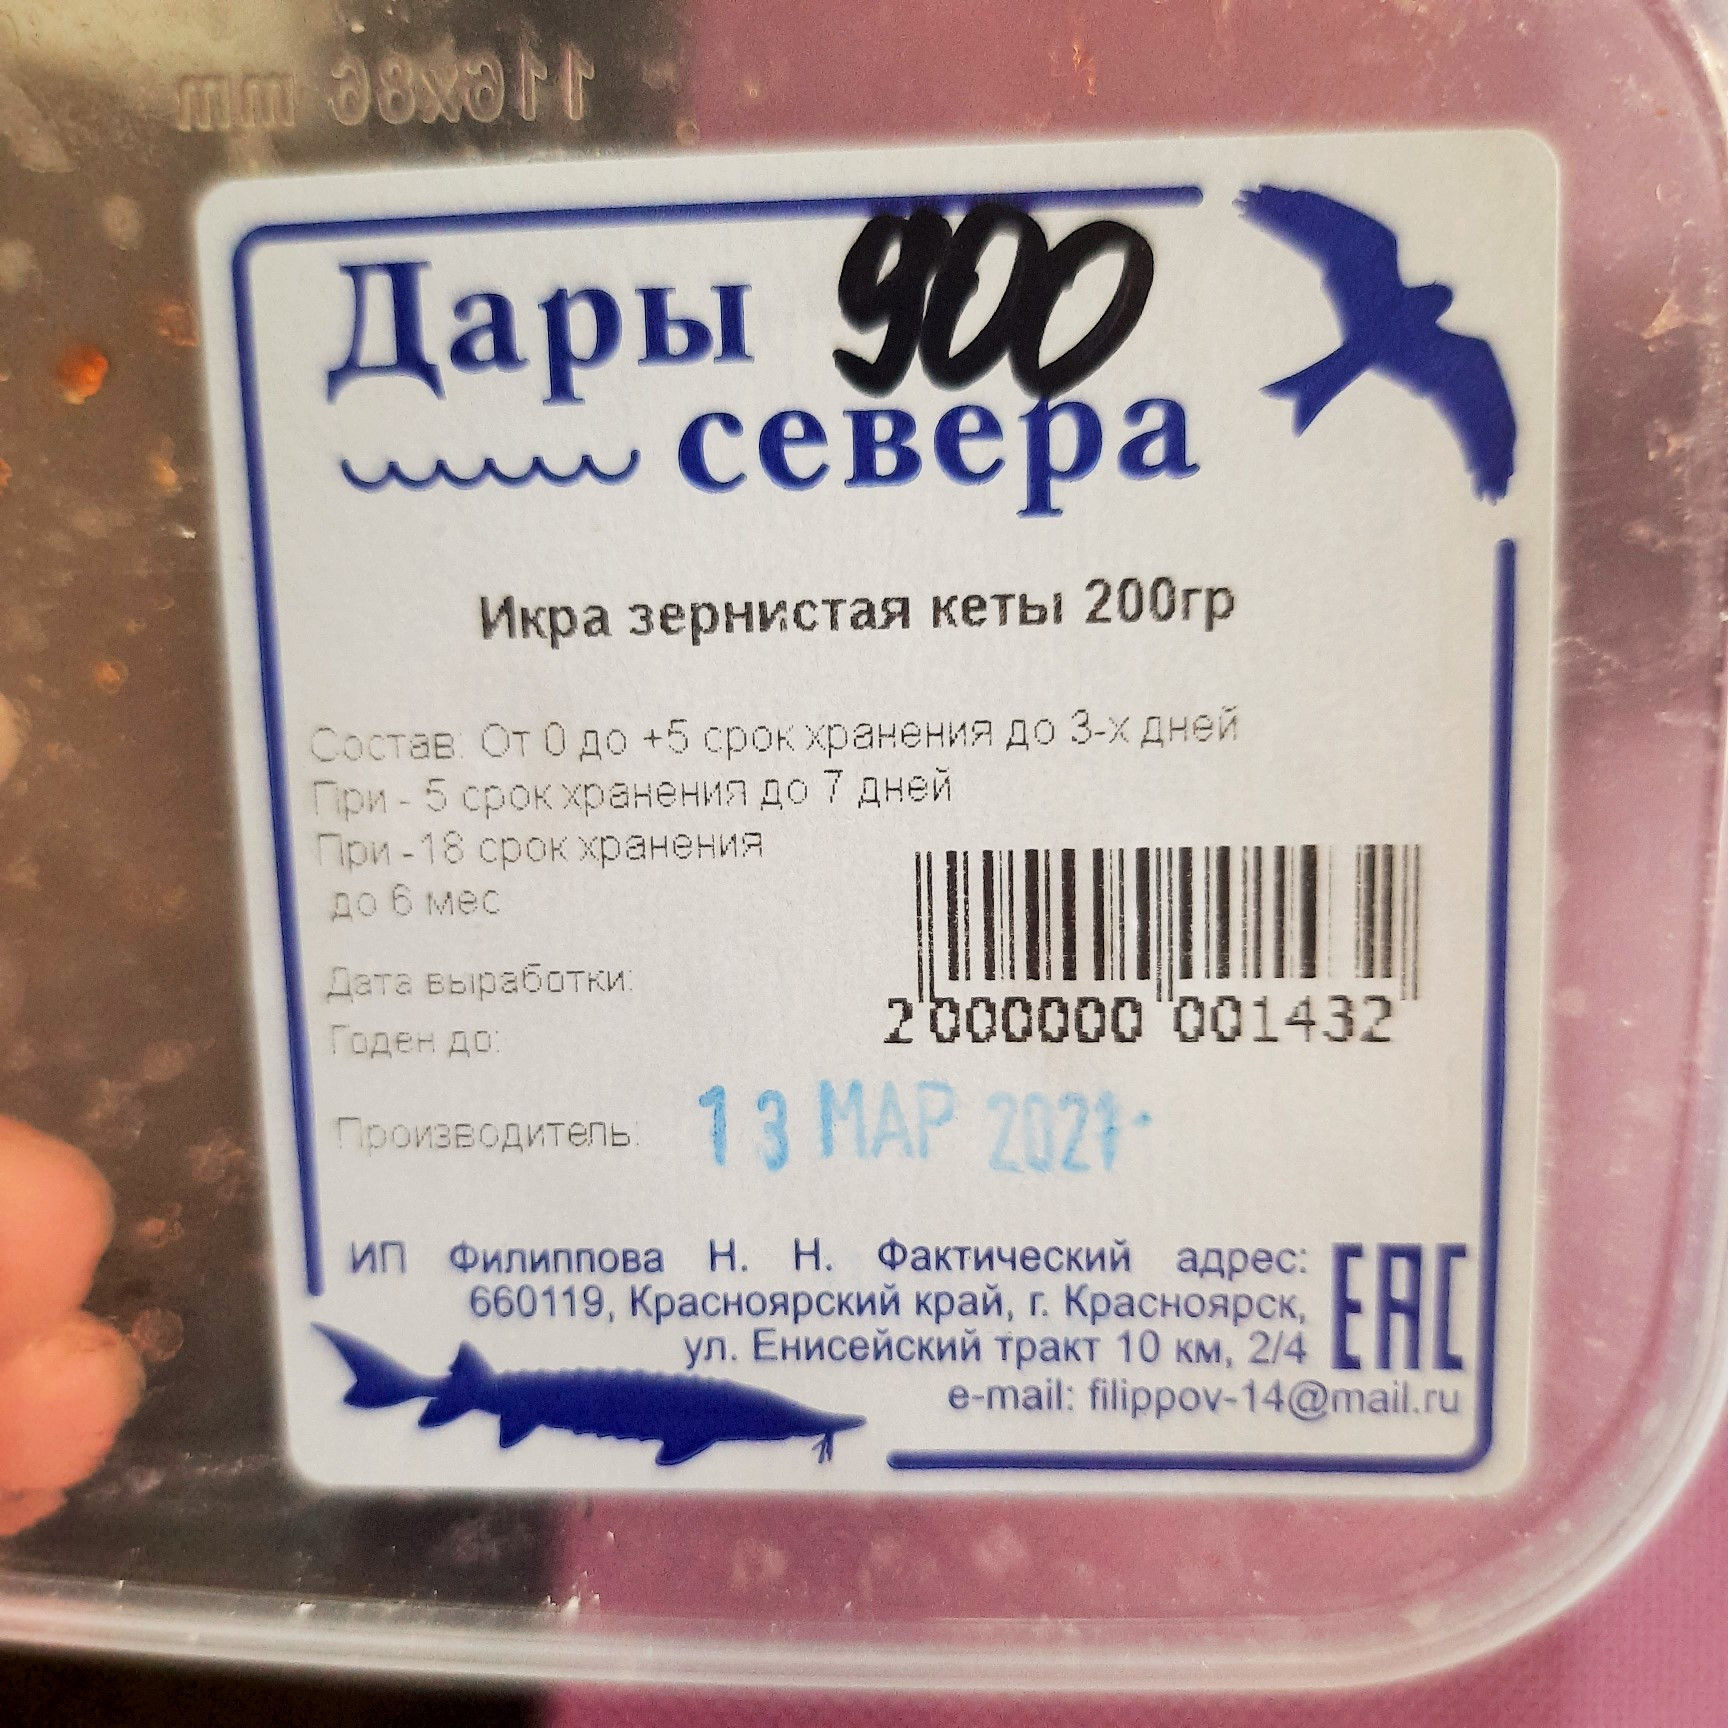 116x86 mm
Дары 900
севера
Икра зернистая кеты 200гр
Состав: От 0 до +5 срок хранения до 3-х дней
При - 5 срок хранения до 7 дней
При -18 срок хранения
до 6 мес
Дата выработки:
Годен до:
2 000000 001432
Производитель:
13 МАР 2021
ИП Филиппова Н. Н. Фактический адрес:
660119, Красноярский край, г. Красноярск,
ул. Енисейский тракт 10 км, 2/4
e-mail: filippov-14@mail.ru
ЕАС